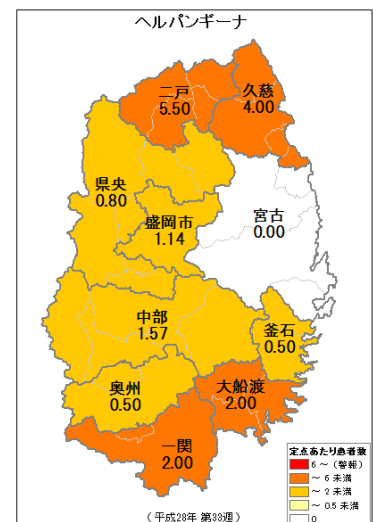 ヘルパンギーナ
二戸
5.50
久慈
4.00
県央
0.80
盛岡市
1.14
宮古
0.00
中部
1.57
釜石
0.50
奥州
0.50
大船渡
2.00
一関
2.00
定点あたり患者数
6～（警報）
～6未満
～2未満
～0.5未満
0
（平成28年 第33週）